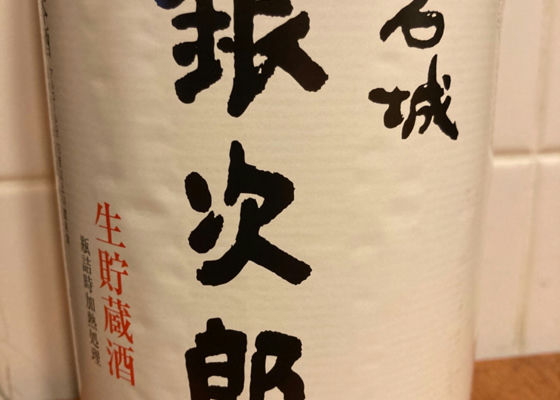 名城
銀次郎
生貯蔵酒
瓶詰時加熱処理